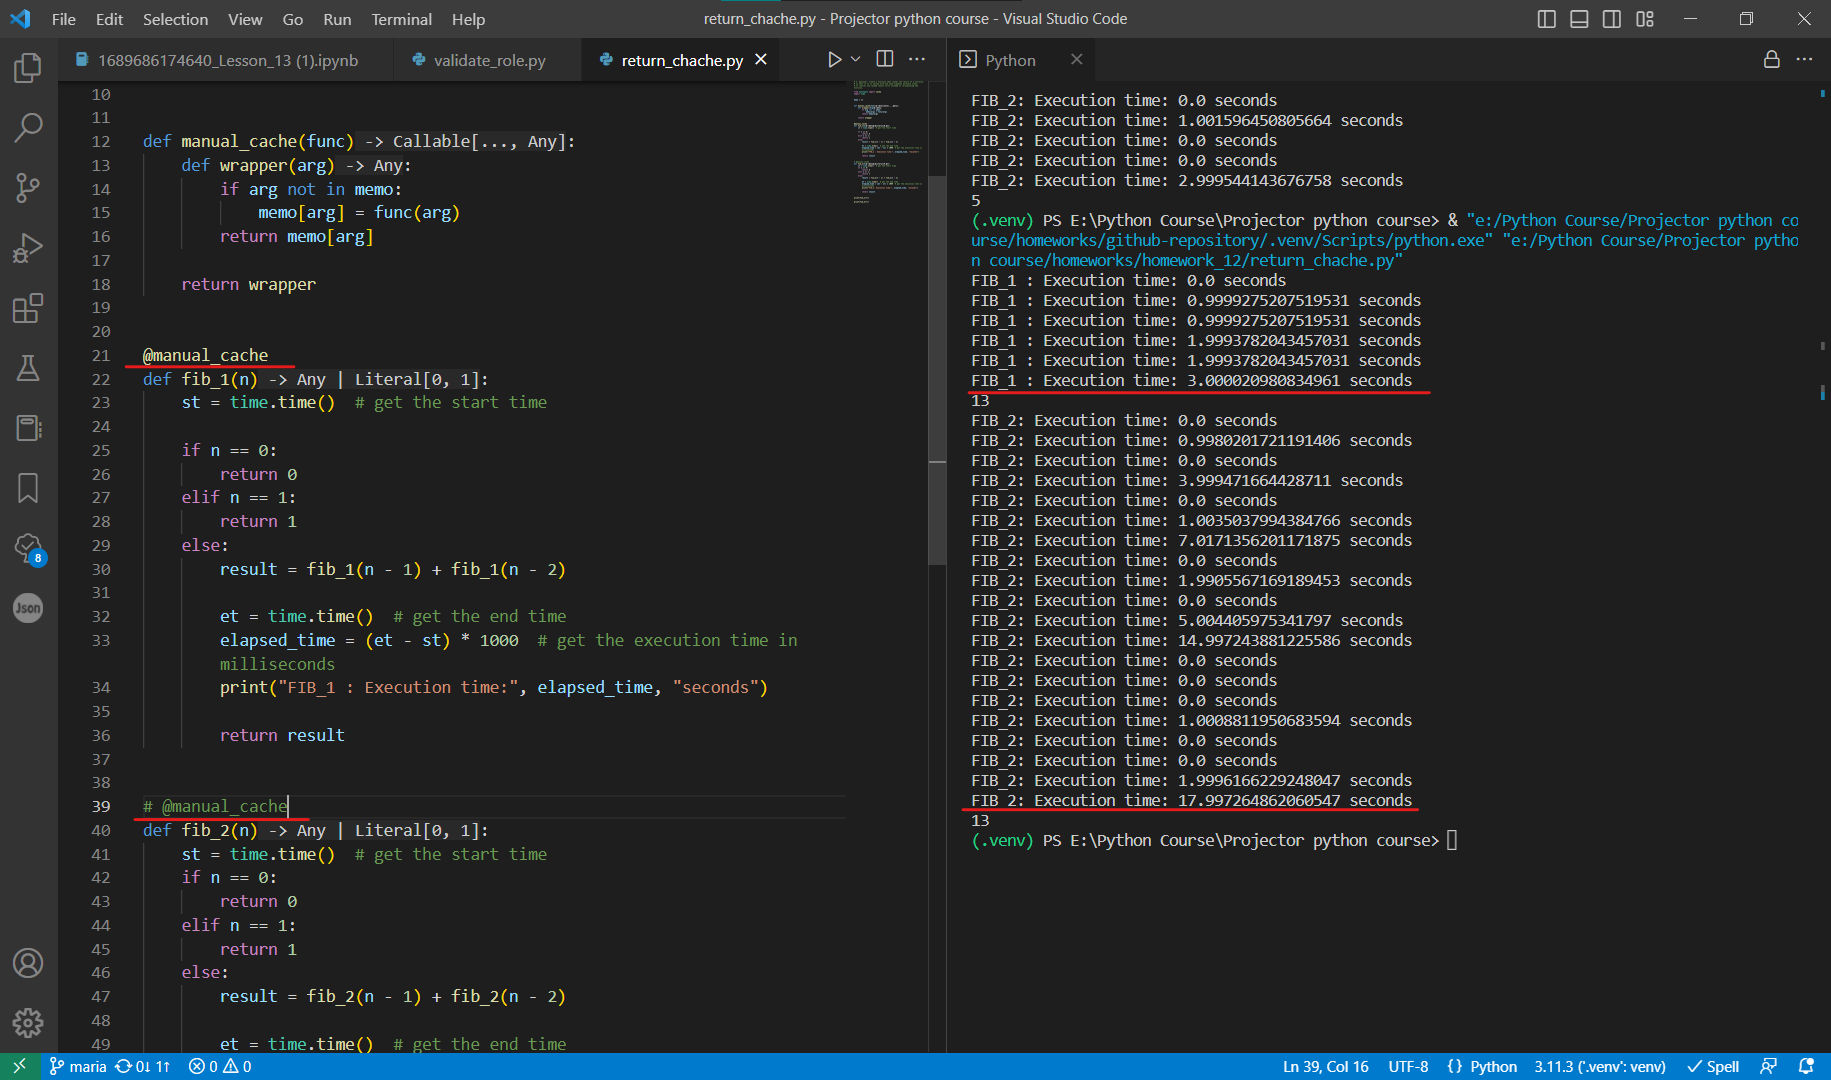 File Edit Selection View Go Run Terminal Help
return_chache.py - Projector python course - Visual Studio Code
1689686174640_Lesson_13 (1).ipynb
validate_role.py
return_chache.py
10
11
12 def manual_cache(func) -> Callable[..., Any]:
13 def wrapper(arg) -> Any:
14 if arg not in memo:
15 memo[arg] = func(arg)
16 return memo[arg]
17
18 return wrapper
19
20
21 @manual_cache
22 def fib_1(n) -> Any | Literal[0, 1]:
23 st = time.time() # get the start time
24
25 if n == 0:
26 return 0
27 elif n == 1:
28 return 1
29 else:
30 result = fib_1(n - 1) + fib_1(n - 2)
31
32 et = time.time() # get the end time
33 elapsed_time = (et - st) * 1000 # get the execution time in
milliseconds
34 print("FIB_1 : Execution time:", elapsed_time, "seconds")
35
36 return result
37
38
39 # @manual_cache
40 def fib_2(n) -> Any | Literal[0, 1]:
41 st = time.time() # get the start time
42 if n == 0:
43 return 0
44 elif n == 1:
45 return 1
46 else:
47 result = fib_2(n - 1) + fib_2(n - 2)
48
49 et = time.time() # get the end time
Python
FIB_2: Execution time: 0.0 seconds
FIB_2: Execution time: 1.001596450805664 seconds
FIB_2: Execution time: 0.0 seconds
FIB_2: Execution time: 0.0 seconds
FIB_2: Execution time: 2.999544143676758 seconds
5
(.venv) PS E:\Python Course\Projector python course> & "e:/Python Course/Projector python co
urse/homeworks/github-repository/.venv/Scripts/python.exe" "e:/Python Course/Projector pytho
n course/homeworks/homework_12/return_chache.py"
FIB_1 : Execution time: 0.0 seconds
FIB_1 : Execution time: 0.9999275207519531 seconds
FIB_1 : Execution time: 0.9999275207519531 seconds
FIB_1 : Execution time: 1.9993782043457031 seconds
FIB_1 : Execution time: 1.9993782043457031 seconds
FIB_1 : Execution time: 3.000020980834961 seconds
13
FIB_2: Execution time: 0.0 seconds
FIB_2: Execution time: 0.9980201721191406 seconds
FIB_2: Execution time: 0.0 seconds
FIB_2: Execution time: 3.999471664428711 seconds
FIB_2: Execution time: 0.0 seconds
FIB_2: Execution time: 1.0035037994384766 seconds
FIB_2: Execution time: 7.0171356201171875 seconds
FIB_2: Execution time: 0.0 seconds
FIB_2: Execution time: 1.9905567169189453 seconds
FIB_2: Execution time: 0.0 seconds
FIB_2: Execution time: 5.004405975341797 seconds
FIB_2: Execution time: 14.997243881225586 seconds
FIB_2: Execution time: 0.0 seconds
FIB_2: Execution time: 0.0 seconds
FIB_2: Execution time: 0.0 seconds
FIB_2: Execution time: 1.0008811950683594 seconds
FIB_2: Execution time: 0.0 seconds
FIB_2: Execution time: 0.0 seconds
FIB_2: Execution time: 1.9996166229248047 seconds
FIB_2: Execution time: 17.997264862060547 seconds
13
(.venv) PS E:\Python Course\Projector python course>
8
Json
maria 0↓ 1↑ 0 0
Ln 39, Col 16 UTF-8 {} Python 3.11.3 ('.venv': venv) Spell